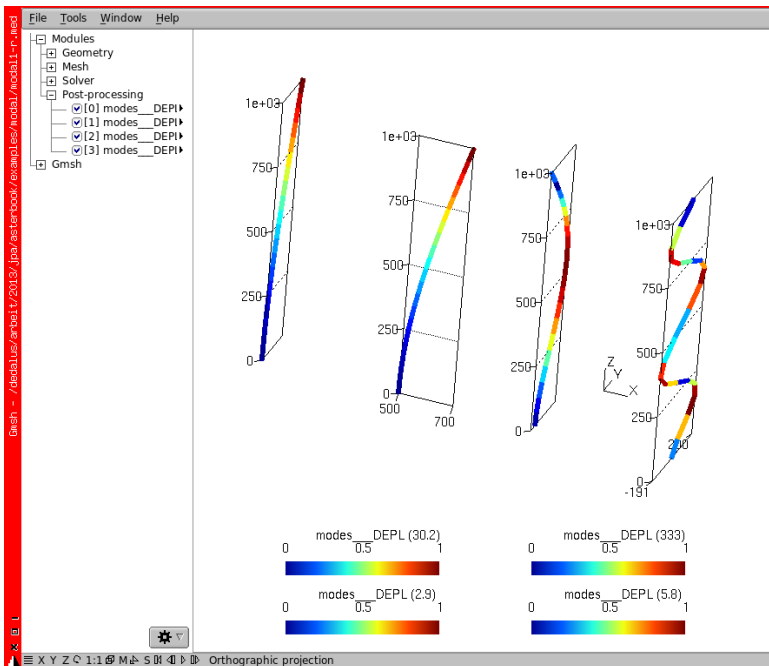 File Tools Window Help
Gmsh - /dedalus/arbeit/2013/jpa/asterbook/examples/modal/modal1-r.med
Modules
Geometry
Mesh
Solver
Post-processing
[0] modes___DEPL
[1] modes___DEPL
[2] modes___DEPL
[3] modes___DEPL
Gmsh
1e+03
750
500
250
0
1e+03
750
500
250
0
500
700
1e+03
750
500
250
0
Z
Y
X
1e+03
750
500
250
200
0
-191
modes___DEPL (30.2)
0 0.5 1
modes___DEPL (333)
0 0.5 1
modes___DEPL (2.9)
0 0.5 1
modes___DEPL (5.8)
0 0.5 1
X Y Z 1:1 M S Orthographic projection